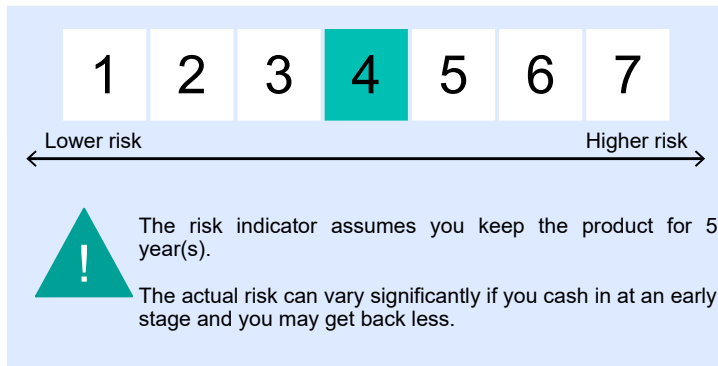 1 2 3 4 5 6 7
Lower risk Higher risk
The risk indicator assumes you keep the product for 5
year(s).
!
The actual risk can vary significantly if you cash in at an early
stage and you may get back less.